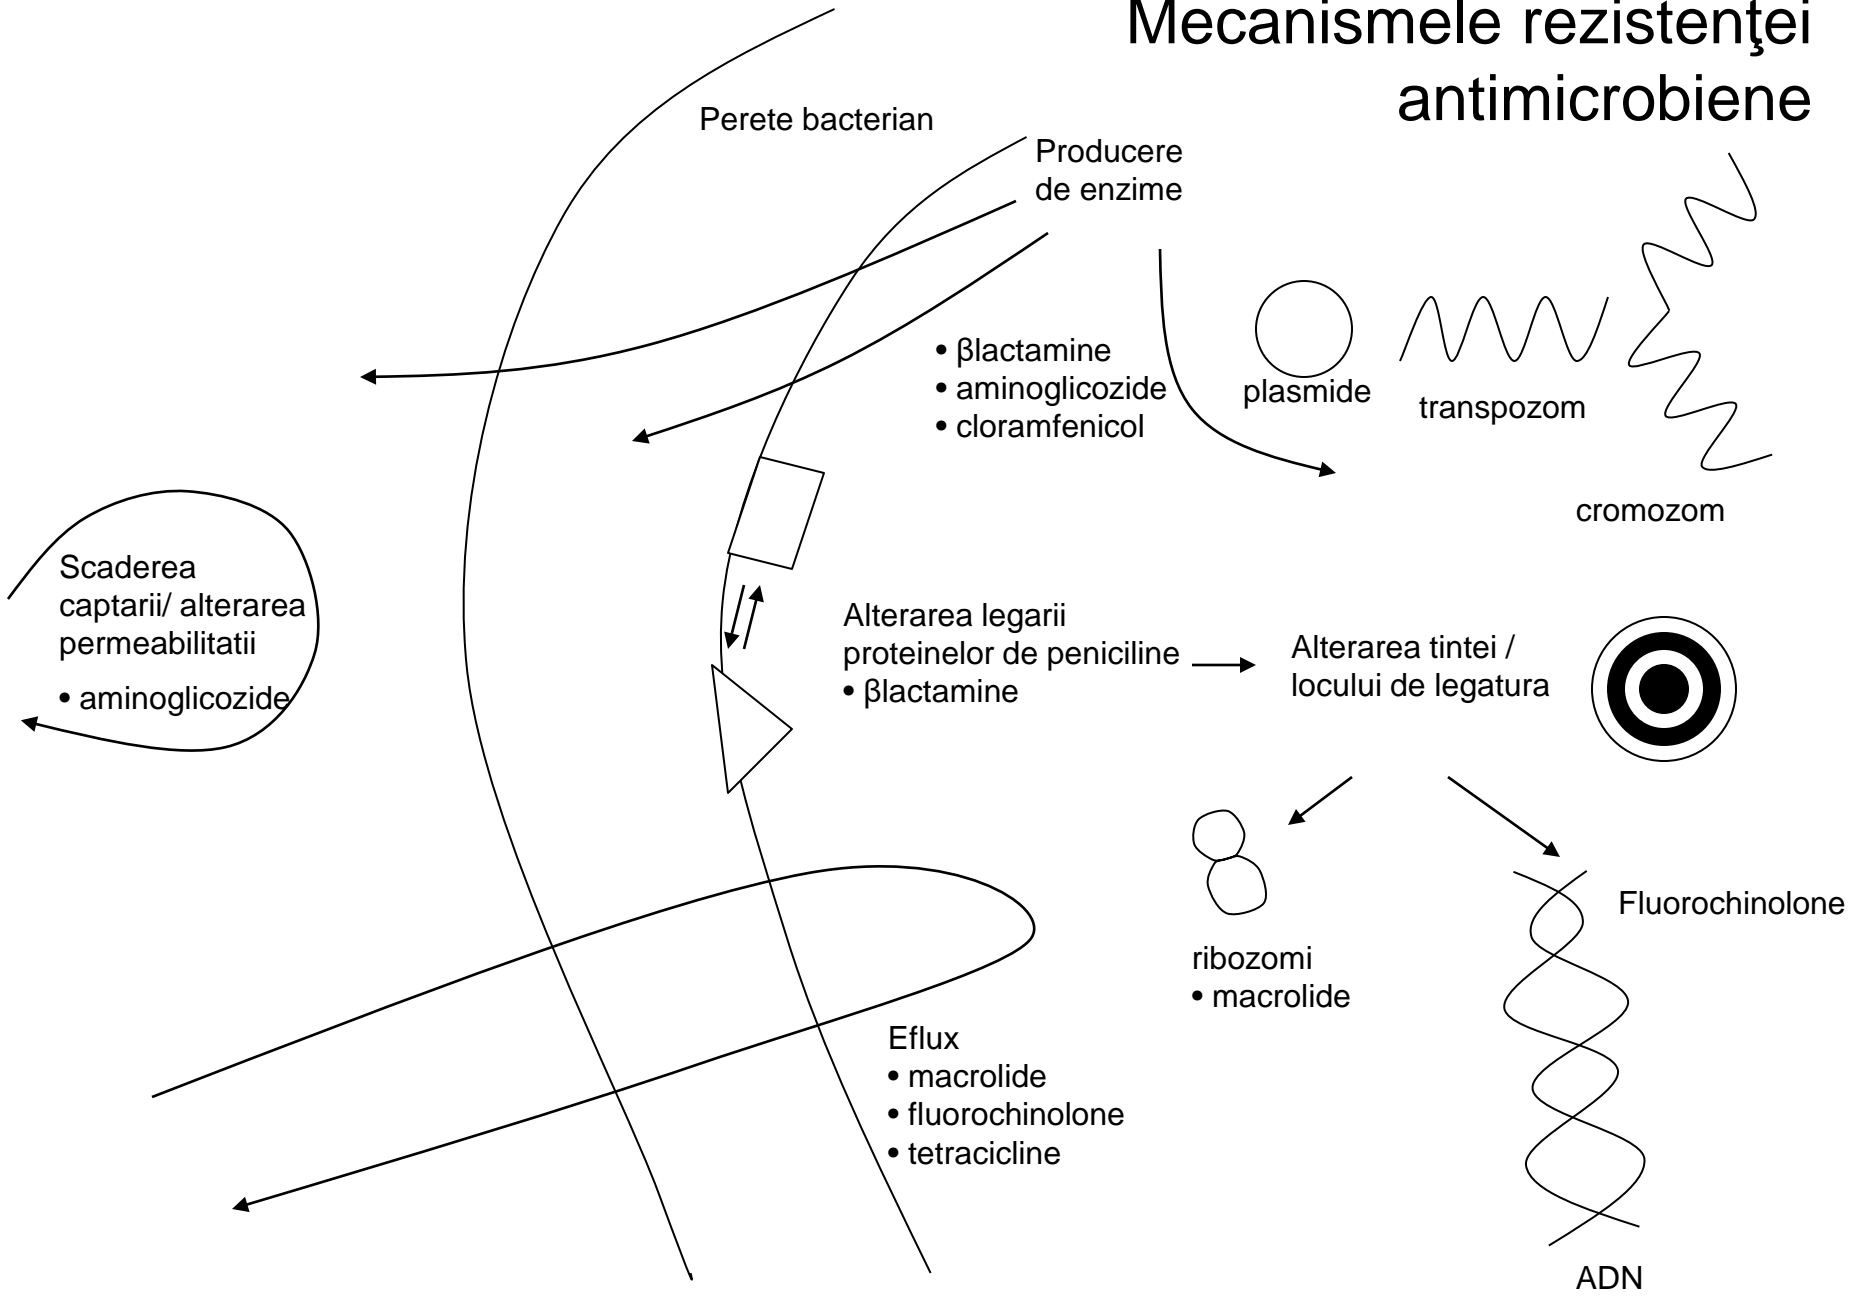 Mecanismele rezistenţei
antimicrobiene
Perete bacterian
Producere
de enzime
• βlactamine
• aminoglicozide
• cloramfenicol
plasmide
transpozom
cromozom
Scaderea
captarii/ alterarea
permeabilitatii
• aminoglicozide
Alterarea legarii
proteinelor de peniciline
• βlactamine
Alterarea tintei /
locului de legatura
ribozomi
• macrolide
Fluorochinolone
Eflux
• macrolide
• fluorochinolone
• tetracicline
ADN